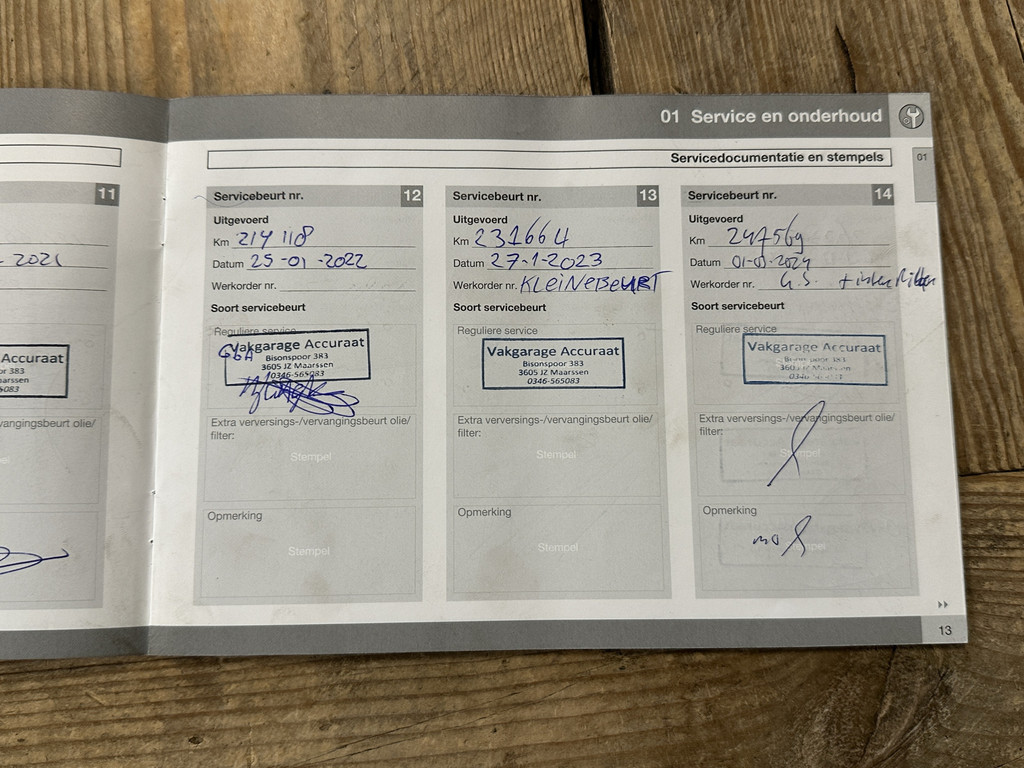 01 Service en onderhoud
Servicedocumentatie en stempels
01
11
2021
Accuraat
or 383
aarssen
5083
vangingsbeurt olie/
Servicebeurt nr. 12
Uitgevoerd
Km 214 118
Datum 25-01-2022
Werkorder nr.
Soort servicebeurt
Reguliere service
Vakgarage Accuraat
Bisonspoor 383
3605 JZ Maarssen
0346-565083
Extra verversings-/vervangingsbeurt olie/
filter:
Stempel
Opmerking
Stempel
Servicebeurt nr. 13
Uitgevoerd
Km 231664
Datum 27-1-2023
Werkorder nr. KLEINEBEURT
Soort servicebeurt
Reguliere service
Vakgarage Accuraat
Bisonspoor 383
3605 JZ Maarssen
0346-565083
Extra verversings-/vervangingsbeurt olie/
filter:
Stempel
Opmerking
Stempel
Servicebeurt nr. 14
Uitgevoerd
Km 247569
Datum 2024
Werkorder nr. G.B.
Soort servicebeurt
Reguliere service
Vakgarage Accuraat
Extra verversings-/vervangingsbeurt olie/
filter:
Stempel
Opmerking
13